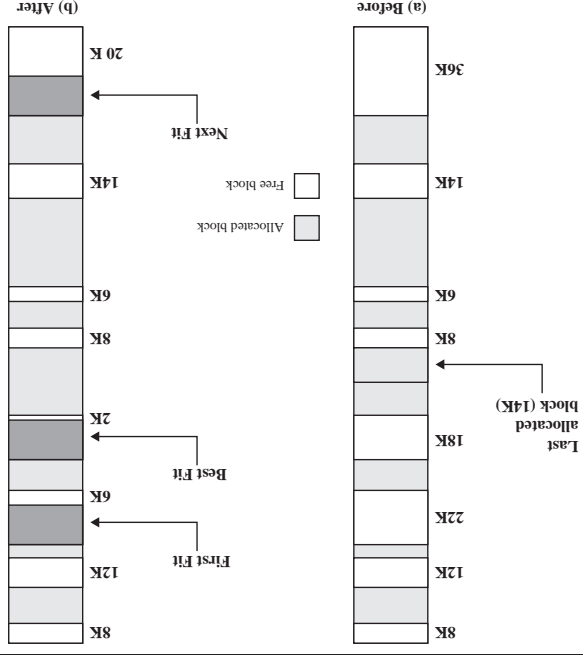 8K
12K
22K
18K
Last
allocated
block (14K)
8K
6K
14K
36K
(a) Before
Allocated block
Free block
8K
12K
First Fit
6K
Best Fit
2K
8K
6K
14K
Next Fit
20 K
(b) After